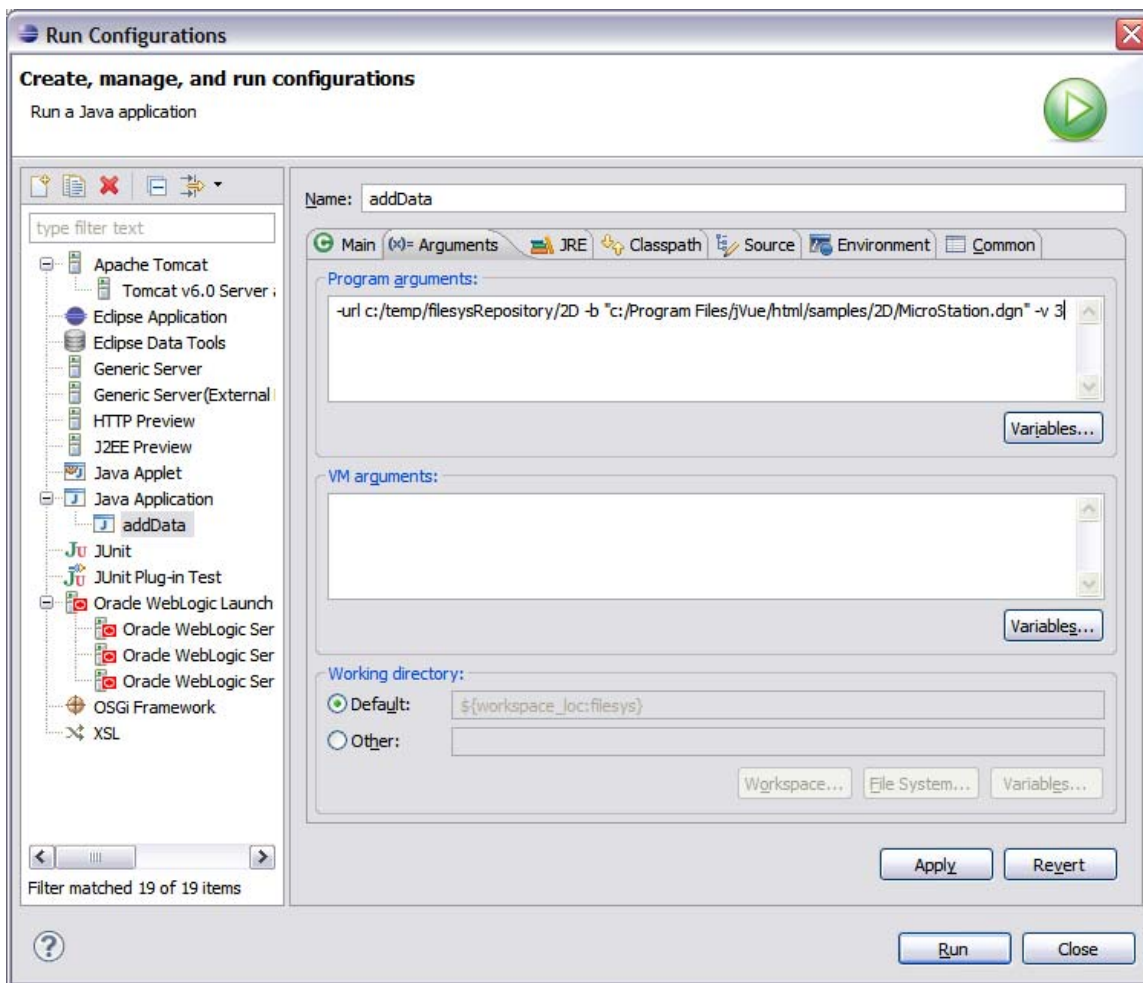 Run Configurations
Create, manage, and run configurations
Run a Java application
type filter text
Apache Tomcat
Tomcat v6.0 Server
Eclipse Application
Eclipse Data Tools
Generic Server
Generic Server(External
HTTP Preview
J2EE Preview
Java Applet
Java Application
addData
JUnit
JUnit Plug-in Test
Oracle WebLogic Launch
Oracle WebLogic Ser
Oracle WebLogic Ser
Oracle WebLogic Ser
OSGi Framework
XSL
Filter matched 19 of 19 items
Name: addData
Main (x)= Arguments JRE Classpath Source Environment Common
Program arguments:
-url c:/temp/filesysRepository/2D -b "c:/Program Files/jVue/html/samples/2D/MicroStation.dgn" -v 3
Variables...
VM arguments:
Variables...
Working directory:
Default: ${workspace_loc:filesys}
Other:
Workspace... File System... Variables...
Apply Revert
Run Close